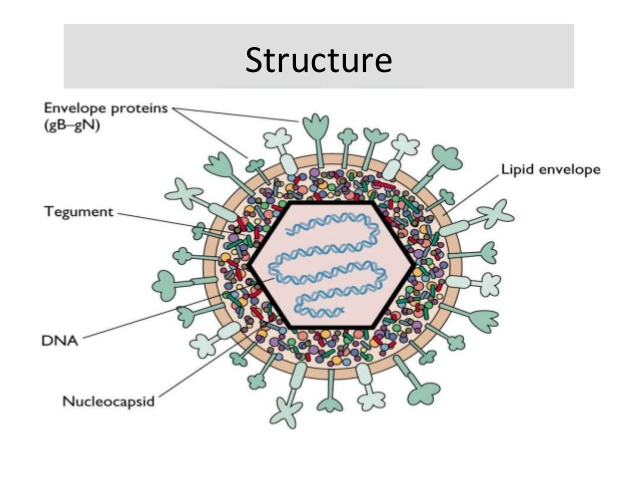 Structure
Envelope proteins
(gB–gN)
Lipid envelope
Tegument
DNA
Nucleocapsid